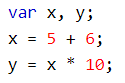 var x, y;
x = 5 + 6;
y = x * 10;